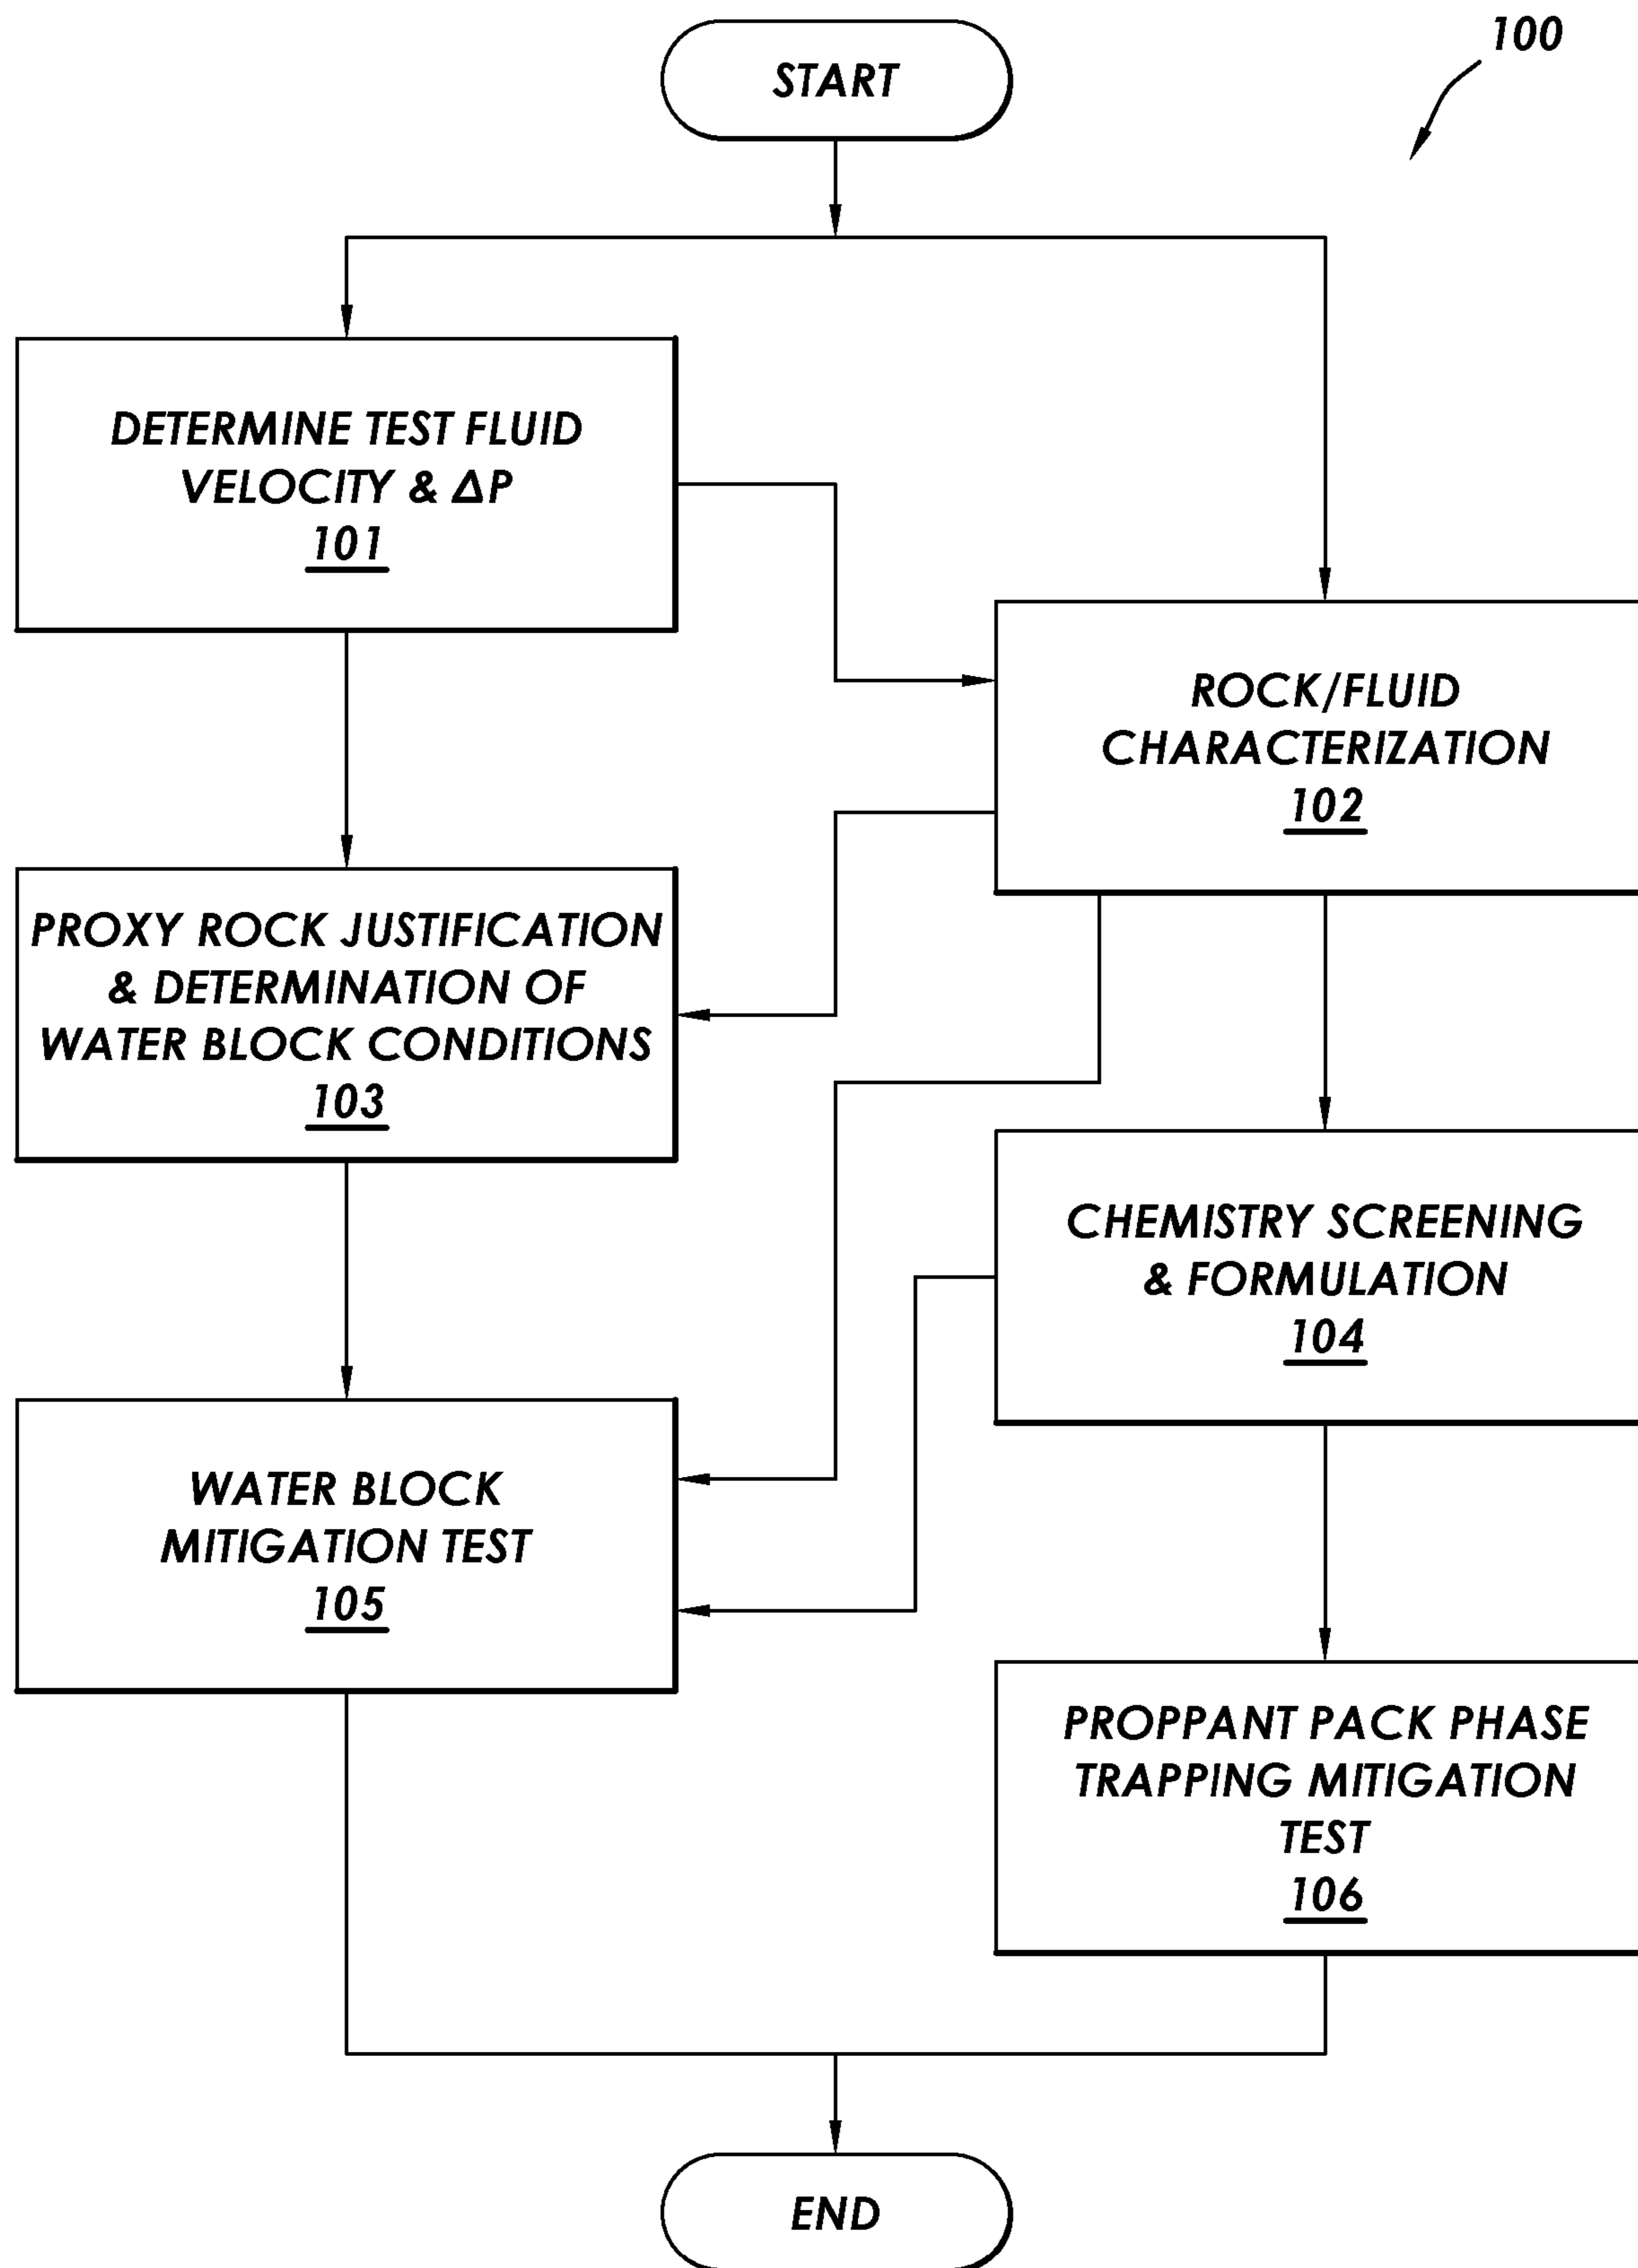 100
START
DETERMINE TEST FLUID
VELOCITY & ΔP
101
ROCK/FLUID
CHARACTERIZATION
102
PROXY ROCK JUSTIFICATION
& DETERMINATION OF
WATER BLOCK CONDITIONS
103
CHEMISTRY SCREENING
& FORMULATION
104
WATER BLOCK
MITIGATION TEST
105
PROPPANT PACK PHASE
TRAPPING MITIGATION
TEST
106
END